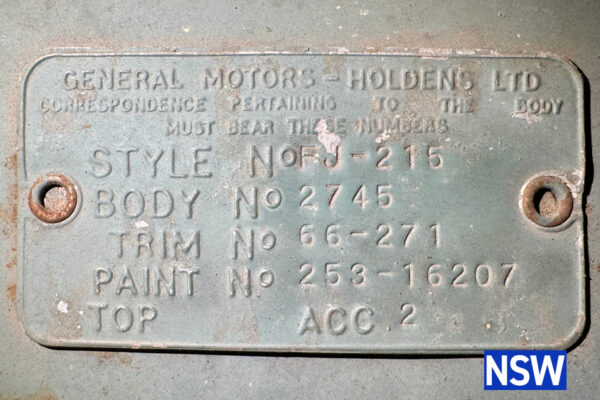 GENERAL MOTORS-HOLDENS LTD
CORRESPONDENCE PERTAINING TO THE BODY
MUST BEAR THESE NUMBERS
STYLE No FJ-215
BODY No 2745
TRIM No 66-271
PAINT No 253-16207
TOP ACC 2
NSW